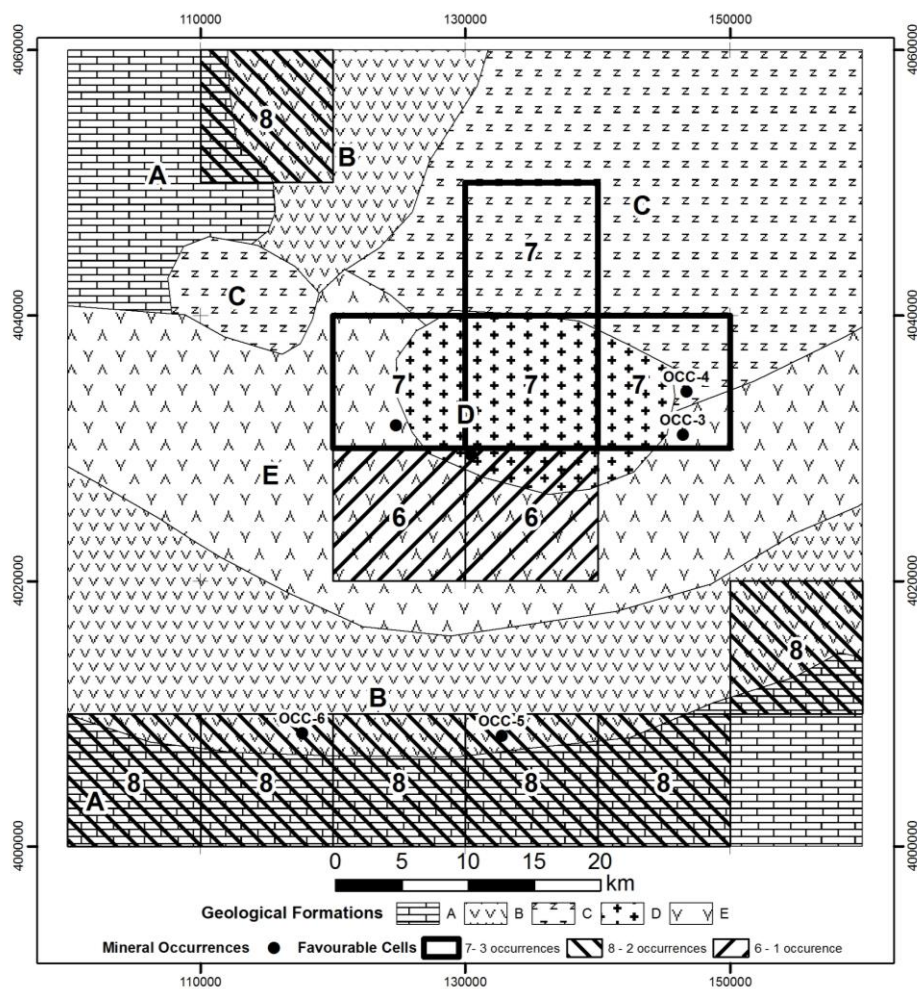 110000 130000 150000
4060000 4060000
8
B
A
C
7
C
4040000 4040000
7 7 7 OCC-4
D
OCC-3
E
6 6
4020000 4020000
8
B
OCC-6 OCC-5
8 8 8 8 8
A
4000000 4000000
0 5 10 15 20
km
Geological Formations A B C D E
Mineral Occurrences Favourable Cells 7- 3 occurrences 8 - 2 occurrences 6 - 1 occurence
110000 130000 150000